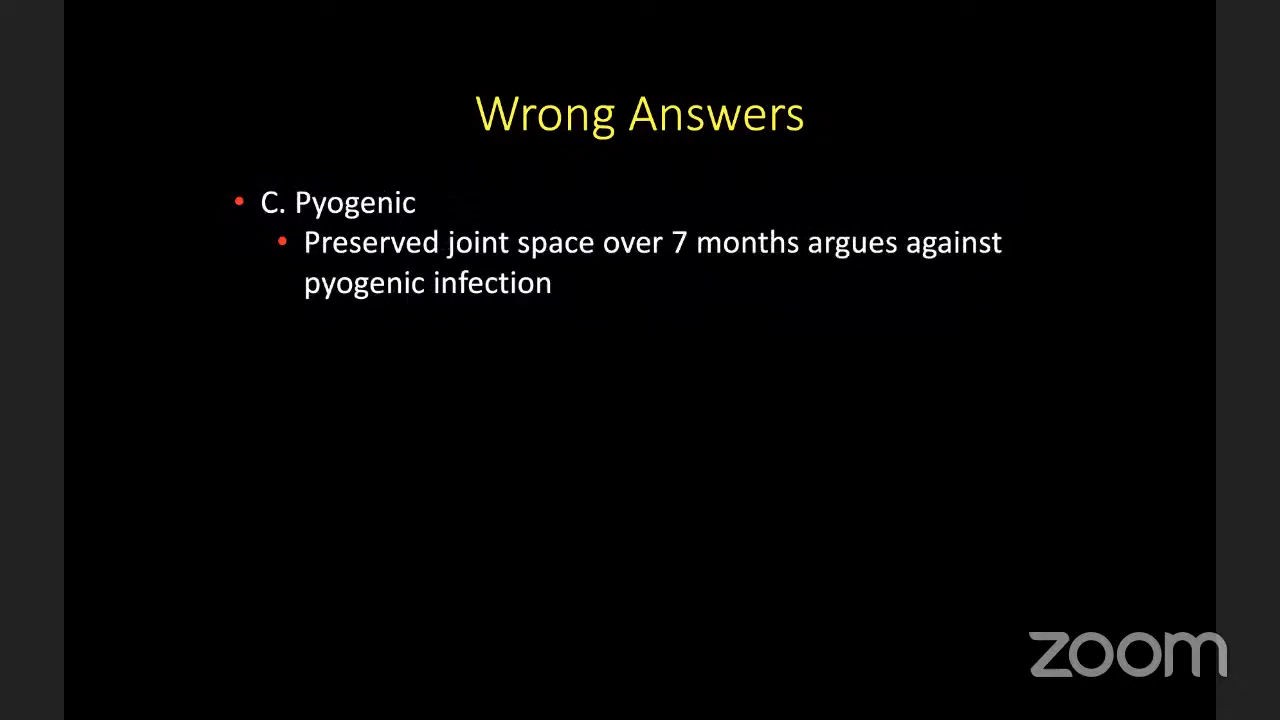 Wrong Answers
• C. Pyogenic
• Preserved joint space over 7 months argues against
pyogenic infection
zoom